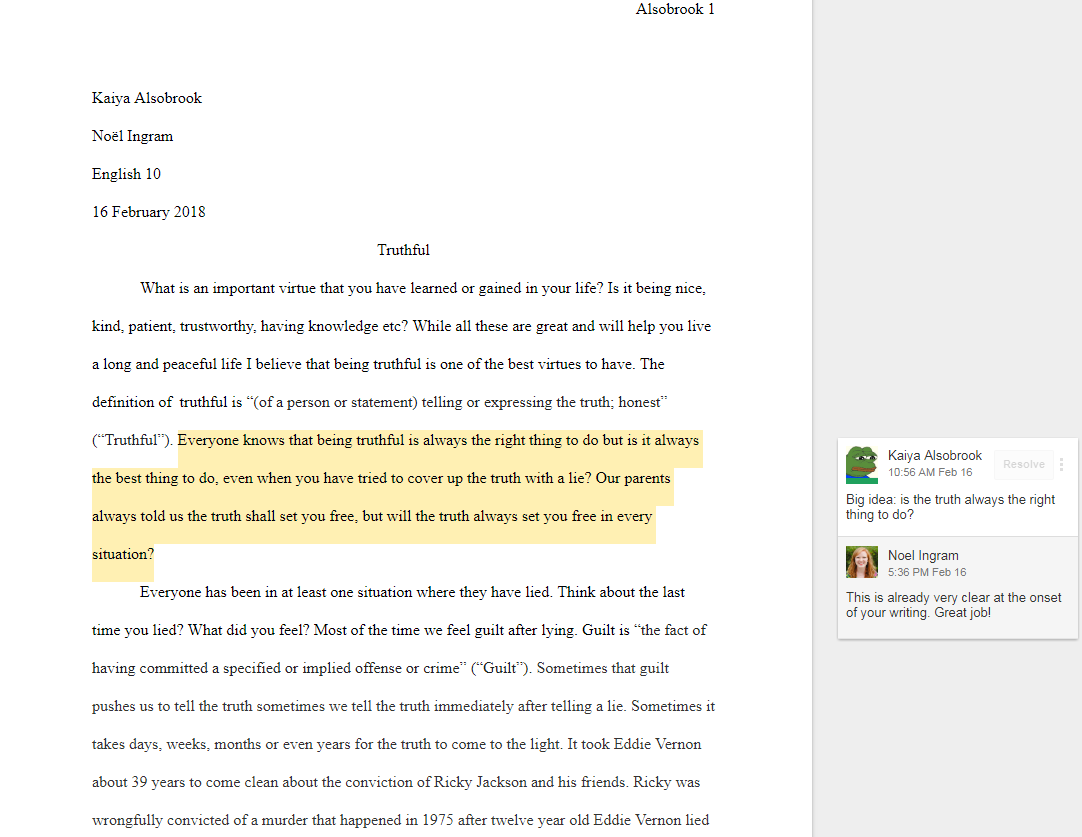 Alsobrook 1
Kaiya Alsobrook
Noël Ingram
English 10
16 February 2018
Truthful
What is an important virtue that you have learned or gained in your life? Is it being nice,
kind, patient, trustworthy, having knowledge etc? While all these are great and will help you live
a long and peaceful life I believe that being truthful is one of the best virtues to have. The
definition of truthful is “(of a person or statement) telling or expressing the truth; honest”
(“Truthful”). Everyone knows that being truthful is always the right thing to do but is it always
the best thing to do, even when you have tried to cover up the truth with a lie? Our parents
always told us the truth shall set you free, but will the truth always set you free in every
situation?
Everyone has been in at least one situation where they have lied. Think about the last
time you lied? What did you feel? Most of the time we feel guilt after lying. Guilt is “the fact of
having committed a specified or implied offense or crime” (“Guilt”). Sometimes that guilt
pushes us to tell the truth sometimes we tell the truth immediately after telling a lie. Sometimes it
takes days, weeks, months or even years for the truth to come to the light. It took Eddie Vernon
about 39 years to come clean about the conviction of Ricky Jackson and his friends. Ricky was
wrongfully convicted of a murder that happened in 1975 after twelve year old Eddie Vernon lied
Kaiya Alsobrook
10:56 AM Feb 16
Resolve
Big idea: is the truth always the right
thing to do?
Noel Ingram
5:36 PM Feb 16
This is already very clear at the onset
of your writing. Great job!